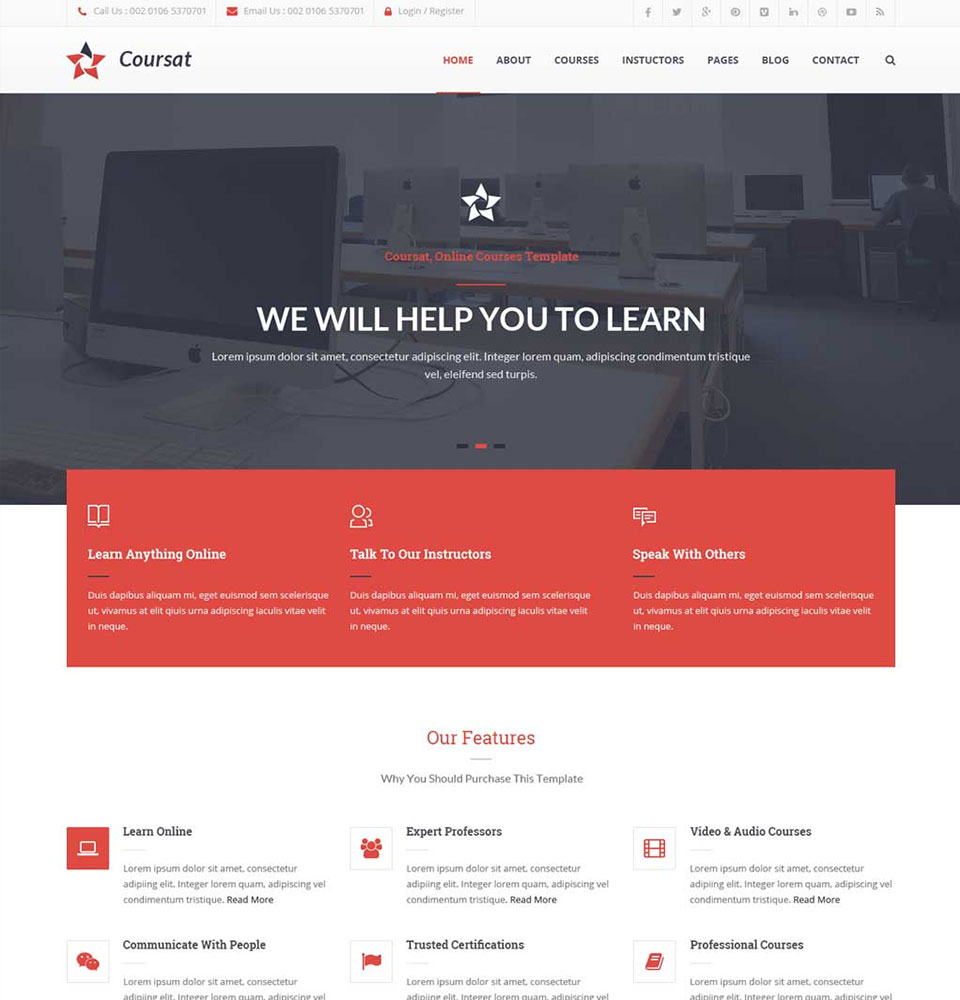 Call Us : 002 0106 5370701 Email Us : 002 0106 5370701 Login / Register
Coursat
HOME ABOUT COURSES INSTUCTORS PAGES BLOG CONTACT
Coursat, Online Courses Template
WE WILL HELP YOU TO LEARN
Lorem ipsum dolor sit amet, consectetur adipiscing elit. Integer lorem quam, adipiscing condimentum tristique
vel, eleifend sed turpis.
Learn Anything Online
Duis dapibus aliquam mi, eget euismod sem scelerisque
ut, vivamus at elit qiuis urna adipiscing iaculis vitae velit
in neque.
Talk To Our Instructors
Duis dapibus aliquam mi, eget euismod sem scelerisque
ut, vivamus at elit qiuis urna adipiscing iaculis vitae velit
in neque.
Speak With Others
Duis dapibus aliquam mi, eget euismod sem scelerisque
ut, vivamus at elit qiuis urna adipiscing iaculis vitae velit
in neque.
Our Features
Why You Should Purchase This Template
Learn Online
Lorem ipsum dolor sit amet, consectetur
adipiing elit. Integer lorem quam, adipiscing vel
condimentum tristique. Read More
Expert Professors
Lorem ipsum dolor sit amet, consectetur
adipiing elit. Integer lorem quam, adipiscing vel
condimentum tristique. Read More
Video & Audio Courses
Lorem ipsum dolor sit amet, consectetur
adipiing elit. Integer lorem quam, adipiscing vel
condimentum tristique. Read More
Communicate With People
Lorem ipsum dolor sit amet, consectetur
adipiing elit. Integer lorem quam, adipiscing vel
Trusted Certifications
Lorem ipsum dolor sit amet, consectetur
adipiing elit. Integer lorem quam, adipiscing vel
Professional Courses
Lorem ipsum dolor sit amet, consectetur
adipiing elit. Integer lorem quam, adipiscing vel